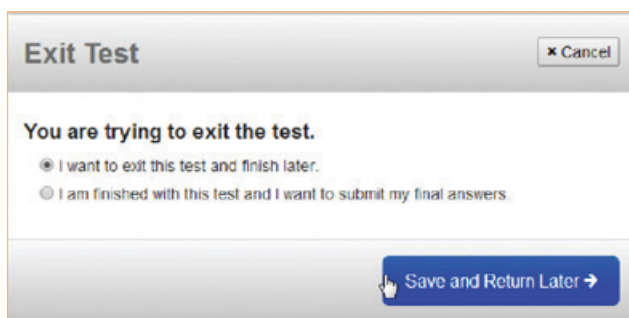 Exit Test
× Cancel
You are trying to exit the test.
I want to exit this test and finish later.
I am finished with this test and I want to submit my final answers.
Save and Return Later →